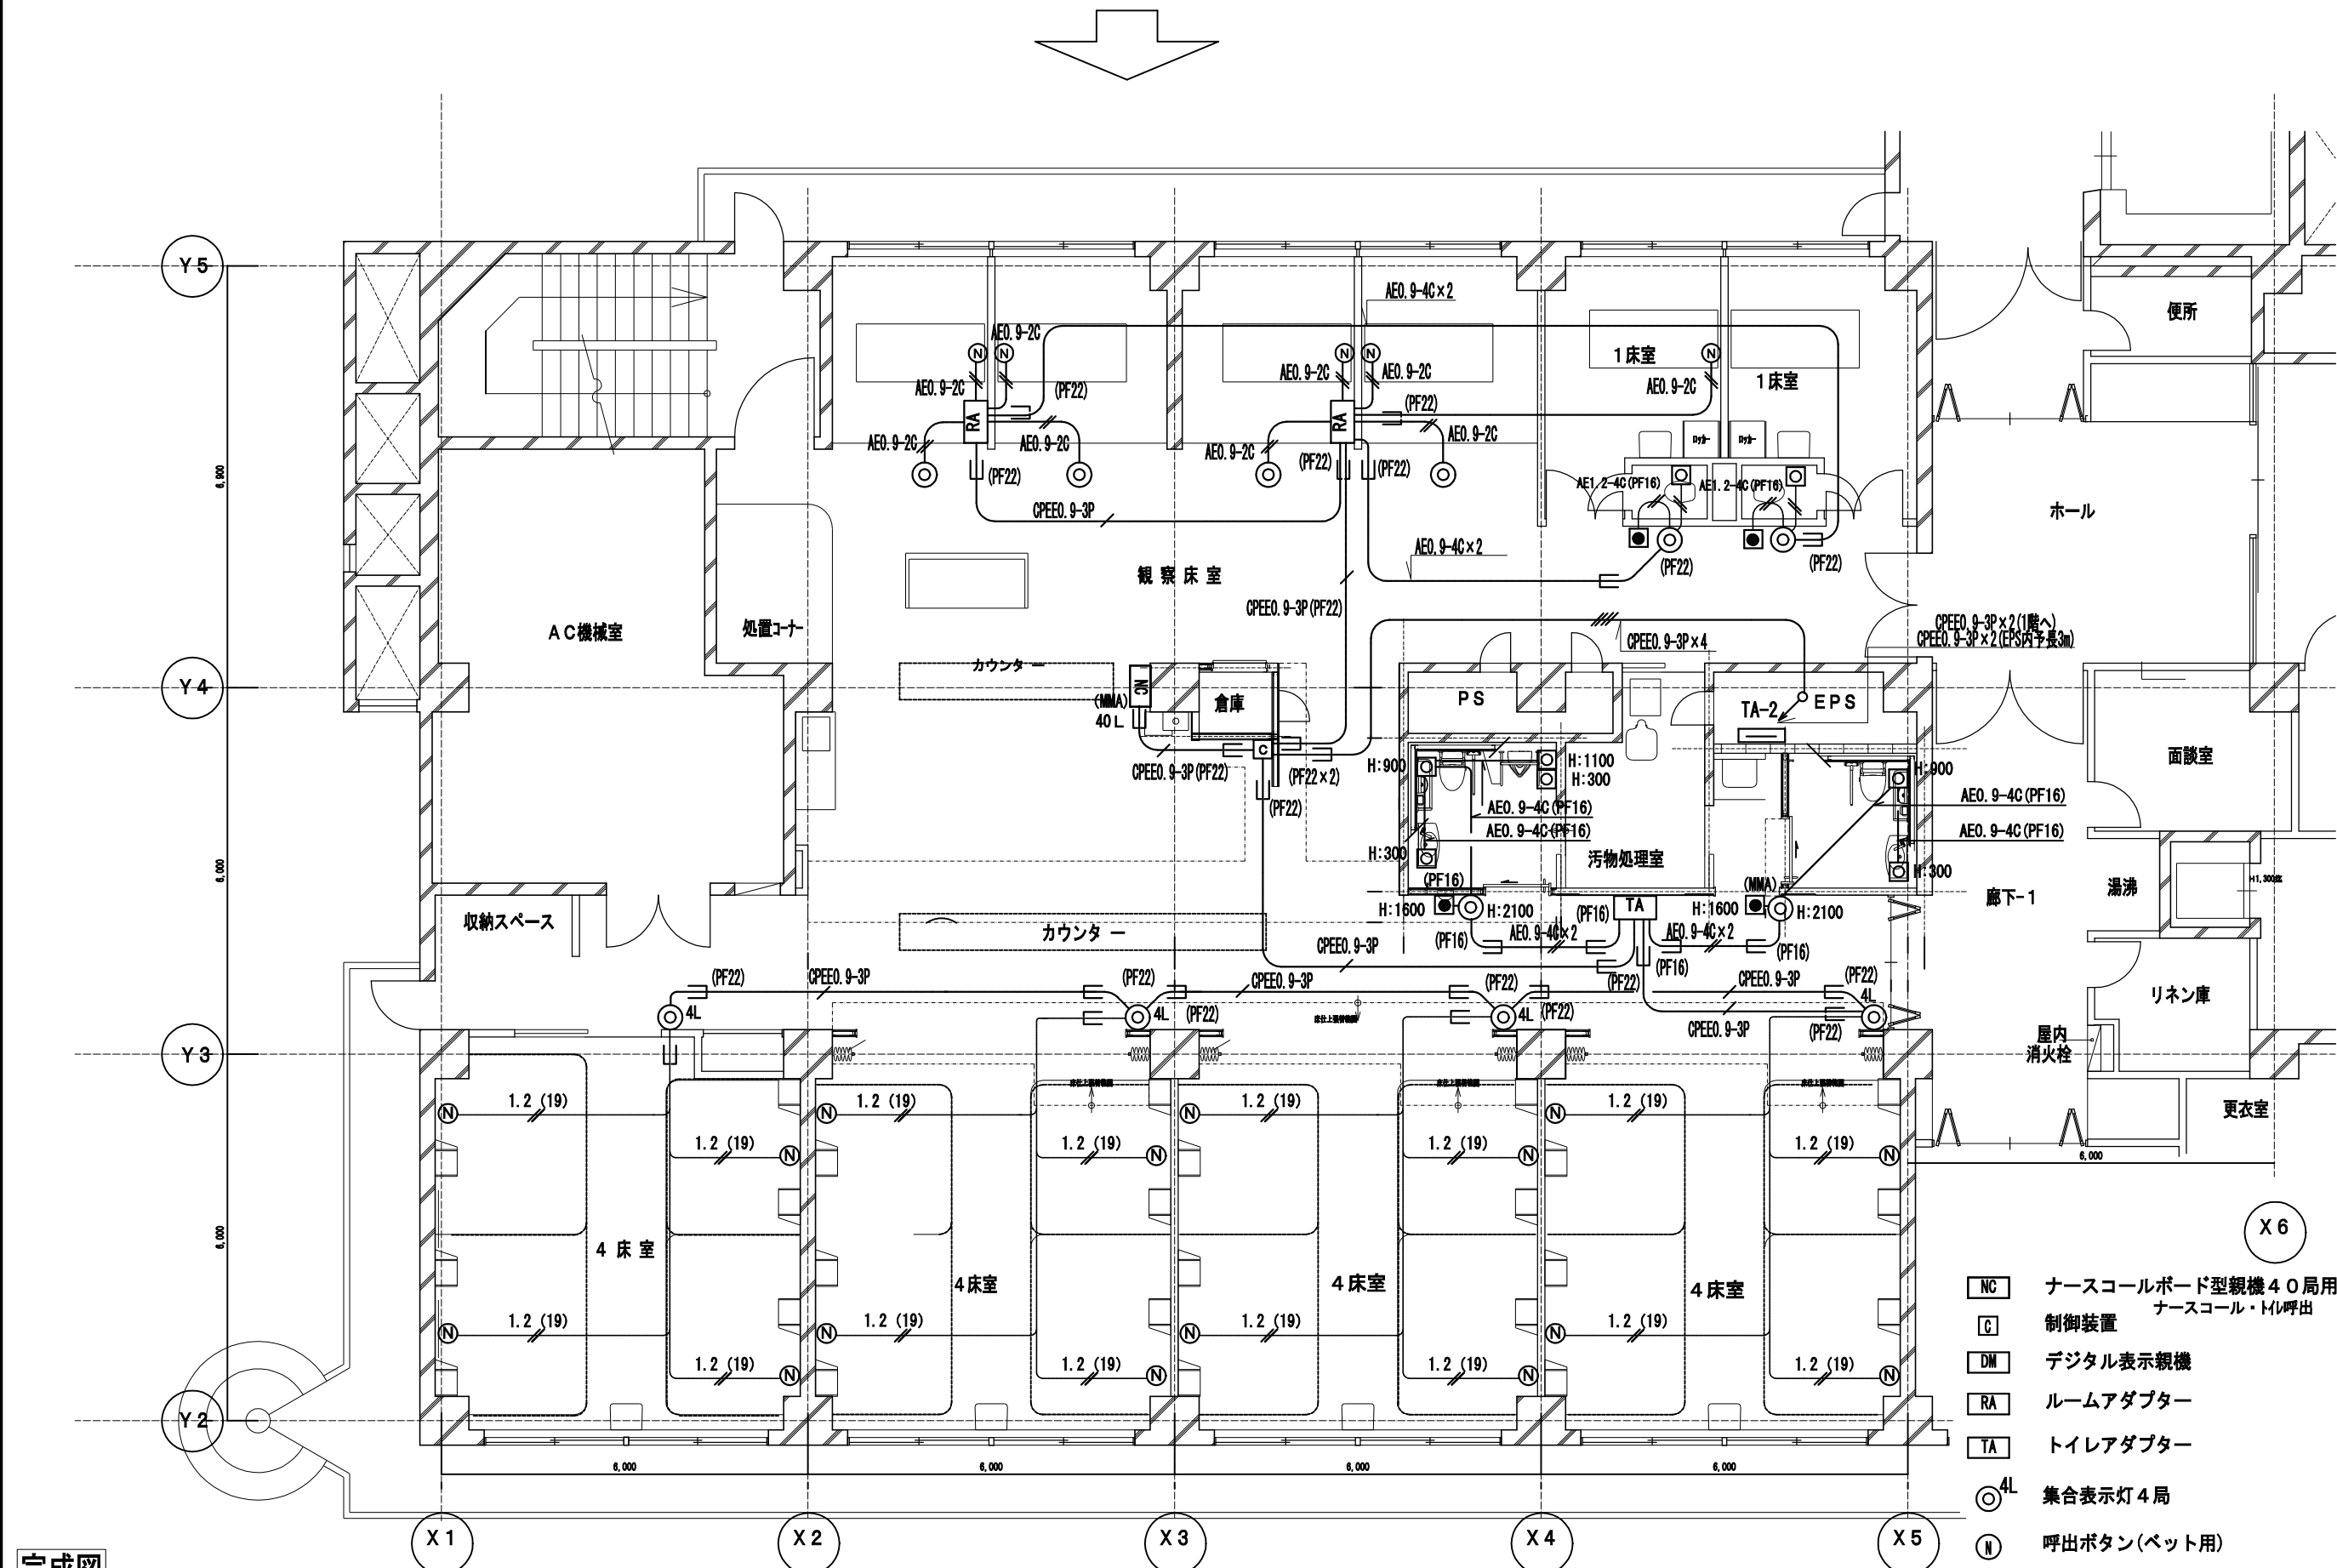 Y5
AE0.9-4C×2
便所
AE0.9-2C
1床室
1床室
AE0.9-2C
(PF22)
AE0.9-2C
AE0.9-2C
AE0.9-2C
RA
RA
(PF22)
AE0.9-2C
AE0.9-2C
AE0.9-2C
AE0.9-2C
ﾛｯｶｰ
ﾛｯｶｰ
(PF22)
(PF22)
(PF22)
6,900
AE1.2-4C(PF16)
AE1.2-4C(PF16)
CPEE0.9-3P
ホール
AE0.9-4C×2
(PF22)
(PF22)
観察床室
CPEE0.9-3P(PF22)
AC機械室
処置ｺｰﾅｰ
CPEE0.9-3P×4
CPEE0.9-3P×2(1階へ)
CPEE0.9-3P×2(EPS内予長3m)
カウンター
Y4
NC
(MMA)
40L
倉庫
PS
TA-2
EPS
C
面談室
CPEE0.9-3P(PF22)
(PF22×2)
(PF22)
H:900
H:1100
H:300
H:900
AE0.9-4C(PF16)
AE0.9-4C(PF16)
AE0.9-4C(PF16)
AE0.9-4C(PF16)
H:300
汚物処理室
H:300
6,000
(PF16)
(MMA)
廊下-1
湯沸
収納スペース
H:1600
H:2100
TA
H:1600
H:2100
カウンター
(PF16)
(PF16)
AE0.9-4C×2
AE0.9-4C×2
CPEE0.9-3P
(PF16)
(PF16)
(PF22)
CPEE0.9-3P
(PF22)
CPEE0.9-3P
(PF22)
(PF22)
CPEE0.9-3P
(PF22)
4L
4L
4L
4L
(PF22)
(PF22)
CPEE0.9-3P
(PF22)
リネン庫
屋内
消火栓
Y3
更衣室
1.2 (19)
1.2 (19)
1.2 (19)
1.2 (19)
N
N
N
N
1.2 (19)
1.2 (19)
1.2 (19)
1.2 (19)
N
N
N
N
6,000
6,000
4床室
4床室
4床室
4床室
X6
1.2 (19)
1.2 (19)
1.2 (19)
1.2 (19)
N
N
N
N
1.2 (19)
1.2 (19)
1.2 (19)
1.2 (19)
N
N
N
N
Y2
6,000
6,000
6,000
6,000
X1
X2
X3
X4
X5
NC ナースコールボード型親機40局用
ナースコール・ﾄｲﾚ呼出
C 制御装置
DM デジタル表示親機
RA ルームアダプター
TA トイレアダプター
4L 集合表示灯4局
N 呼出ボタン(ベット用)
完成図